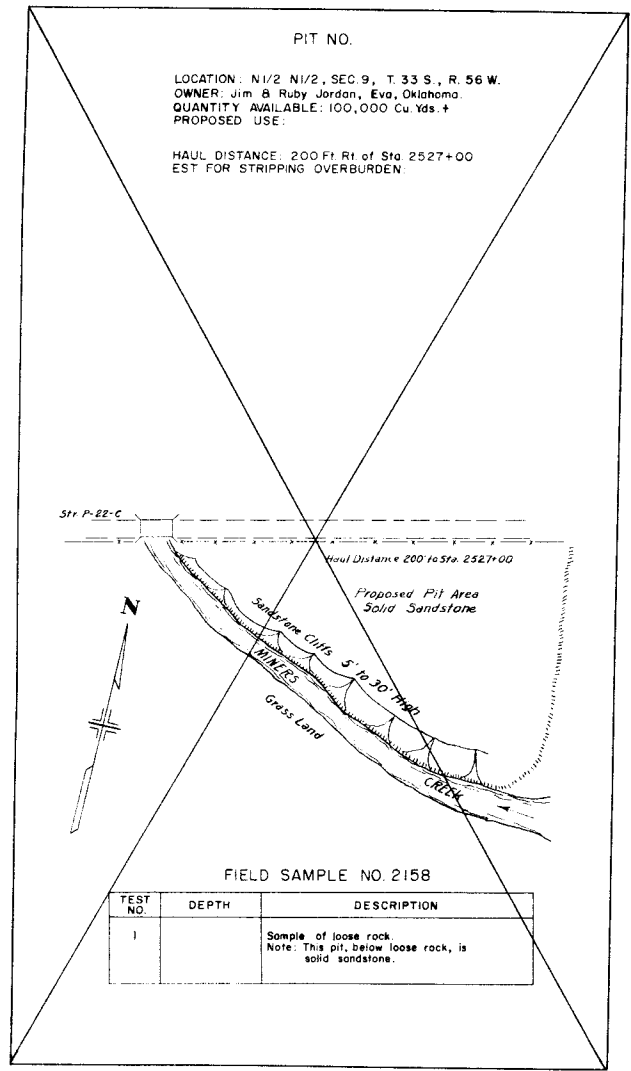 PIT NO.
LOCATION: N1/2 N1/2, SEC. 9, T. 33 S., R. 56 W.
OWNER: Jim & Ruby Jordan, Eva, Oklahoma.
QUANTITY AVAILABLE: 100,000 Cu. Yds. +
PROPOSED USE:
HAUL DISTANCE: 200 Ft. Rt. of Sta. 2527+00
EST FOR STRIPPING OVERBURDEN:
Str. P-22-C
Haul Distance 200' to Sta. 2527+00
Proposed Pit Area
Solid Sandstone
N
Sandstone Cliffs 5' to 30' High
MINERS
Grass Land
CREEK
FIELD SAMPLE NO. 2158
TEST NO. DEPTH DESCRIPTION
1 Sample of loose rock.
Note: This pit, below loose rock, is
solid sandstone.